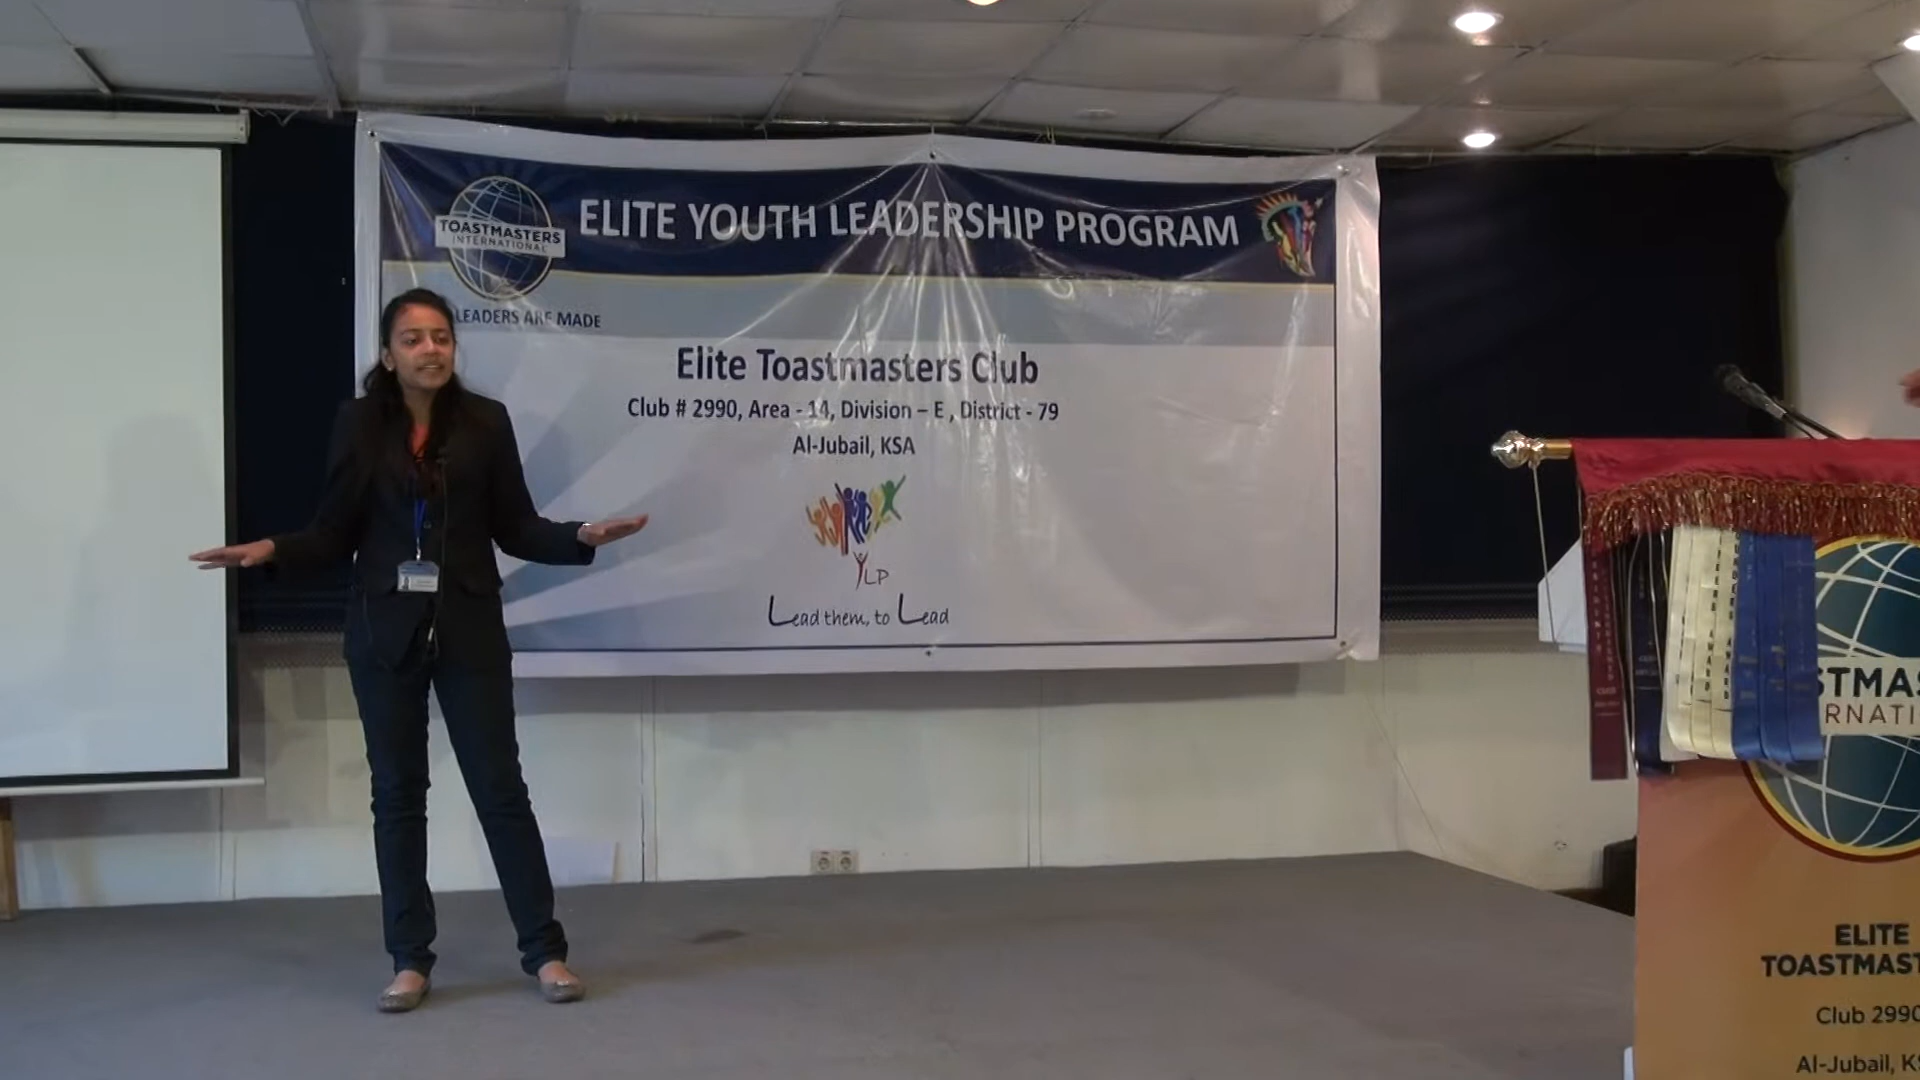 TOASTMASTERS
INTERNATIONAL
ELITE YOUTH LEADERSHIP PROGRAM
LEADERS ARE MADE
Elite Toastmasters Club
Club # 2990, Area - 14, Division – E , District - 79
Al-Jubail, KSA
YLP
Lead them, to Lead
STMAS
RNATI
ELITE
TOASTMAST
Club 2990
Al-Jubail, KS